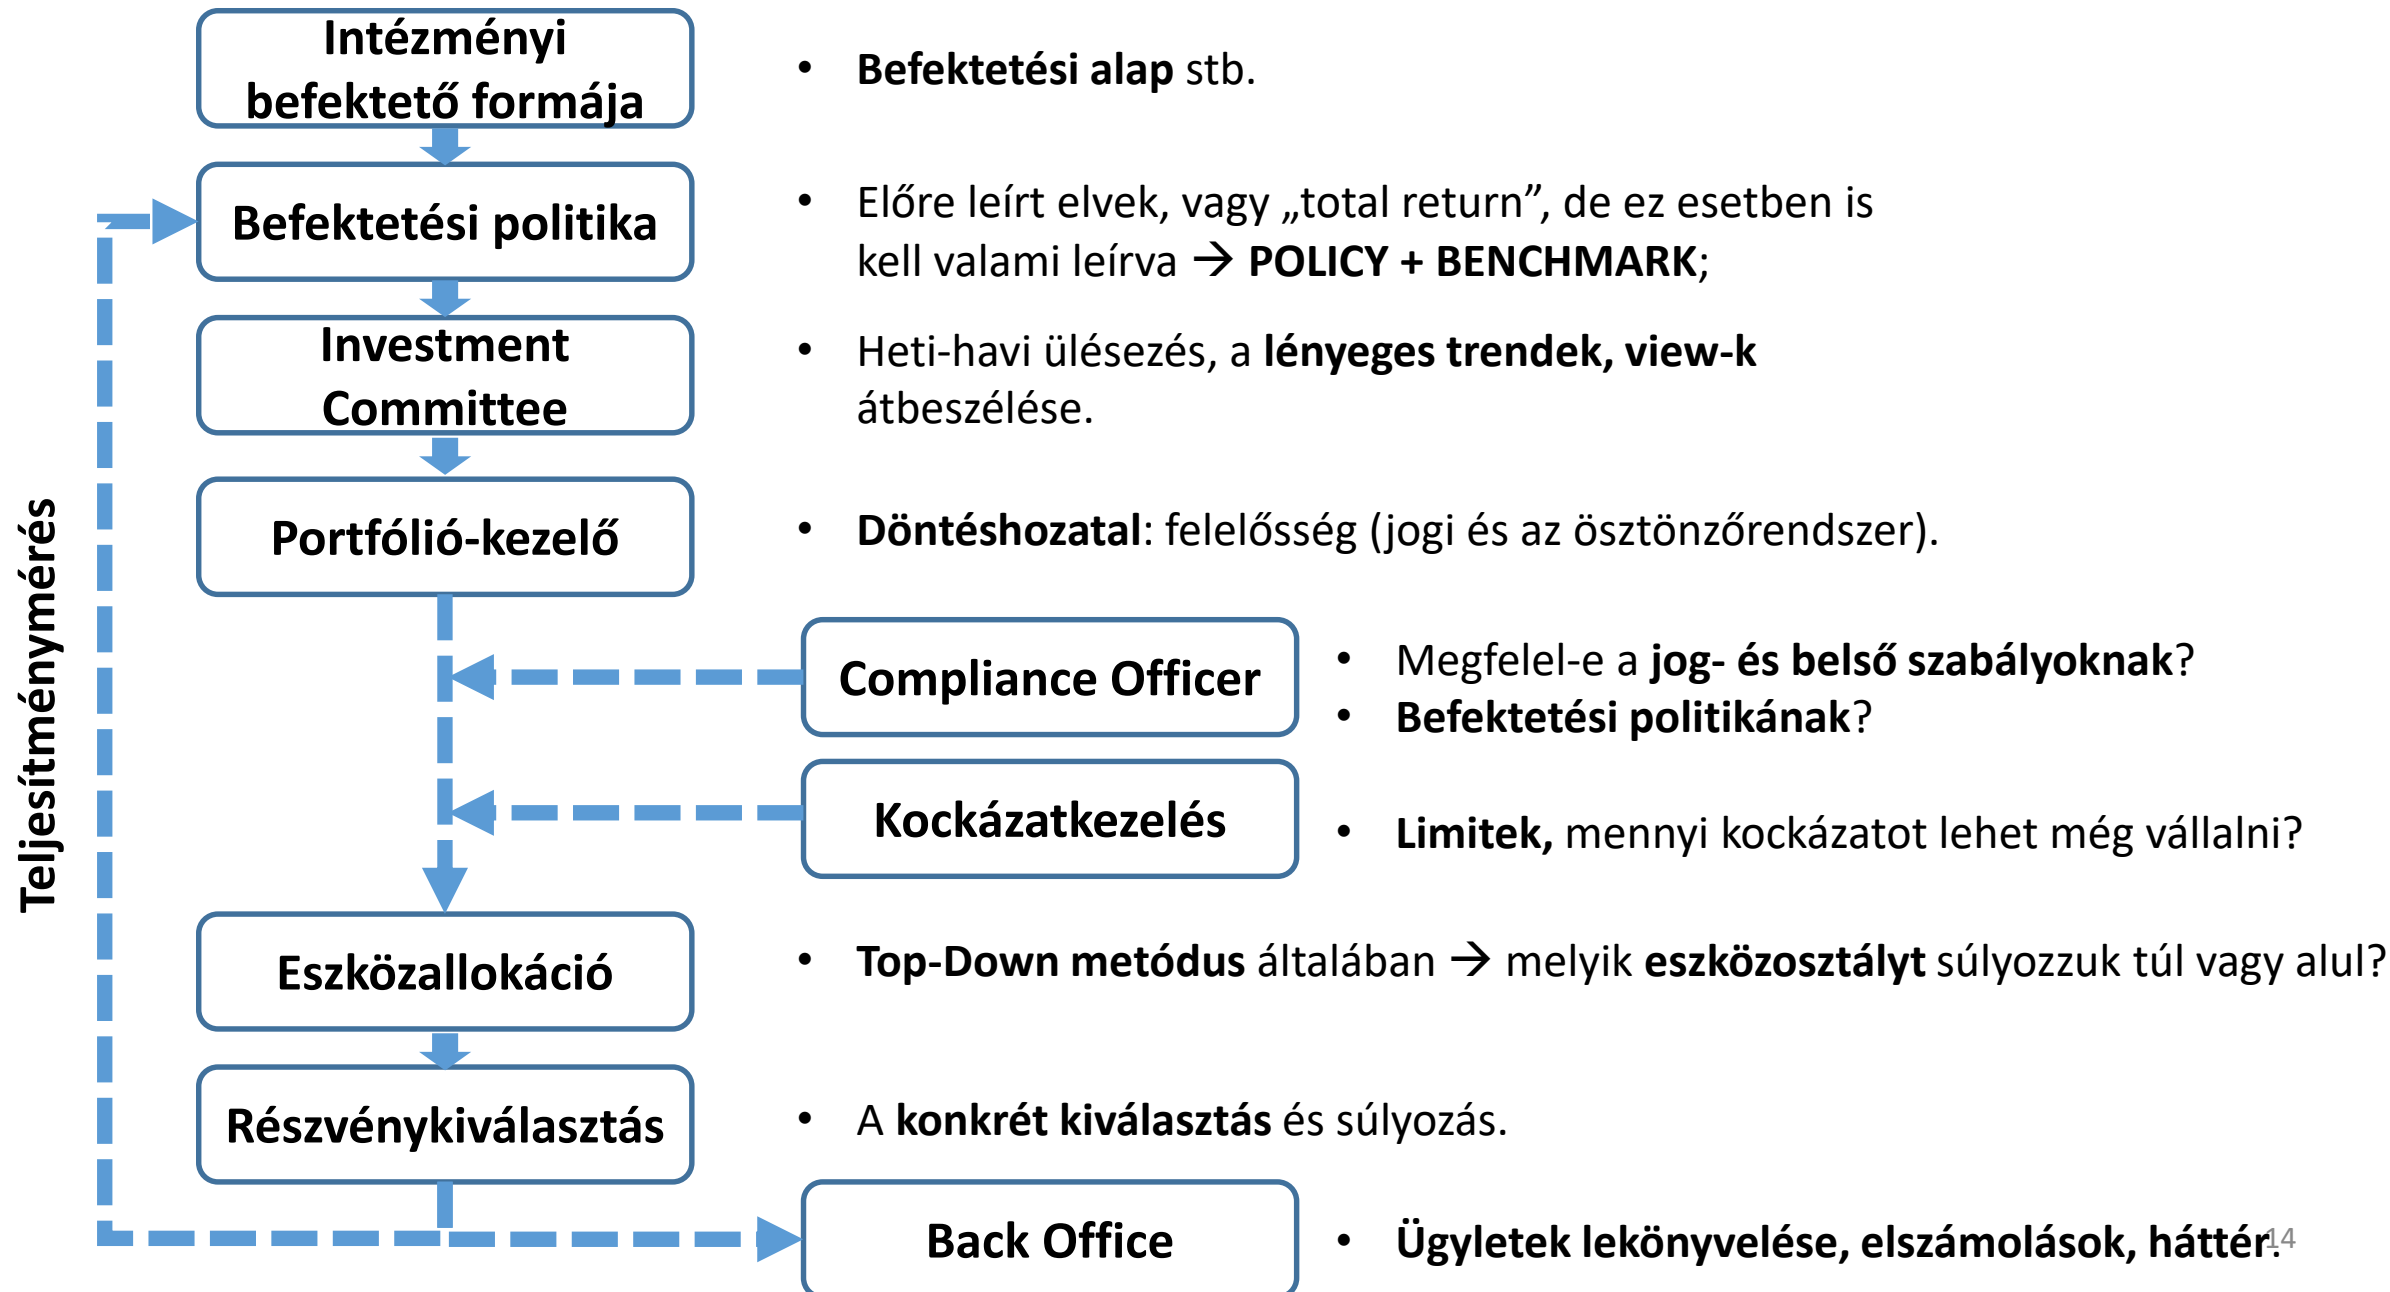 Intézményi
befektető formája
• Befektetési alap stb.
Befektetési politika
• Előre leírt elvek, vagy „total return”, de ez esetben is
kell valami leírva → POLICY + BENCHMARK;
Investment
Committee
• Heti-havi ülésezés, a lényeges trendek, view-k
átbeszélése.
Portfólió-kezelő
• Döntéshozatal: felelősség (jogi és az ösztönzőrendszer).
Teljesítménymérés
Compliance Officer
• Megfelel-e a jog- és belső szabályoknak?
• Befektetési politikának?
Kockázatkezelés
• Limitek, mennyi kockázatot lehet még vállalni?
Eszközallokáció
• Top-Down metódus általában → melyik eszközosztályt súlyozzuk túl vagy alul?
Részvénykiválasztás
• A konkrét kiválasztás és súlyozás.
Back Office
• Ügyletek lekönyvelése, elszámolások, háttér.
14